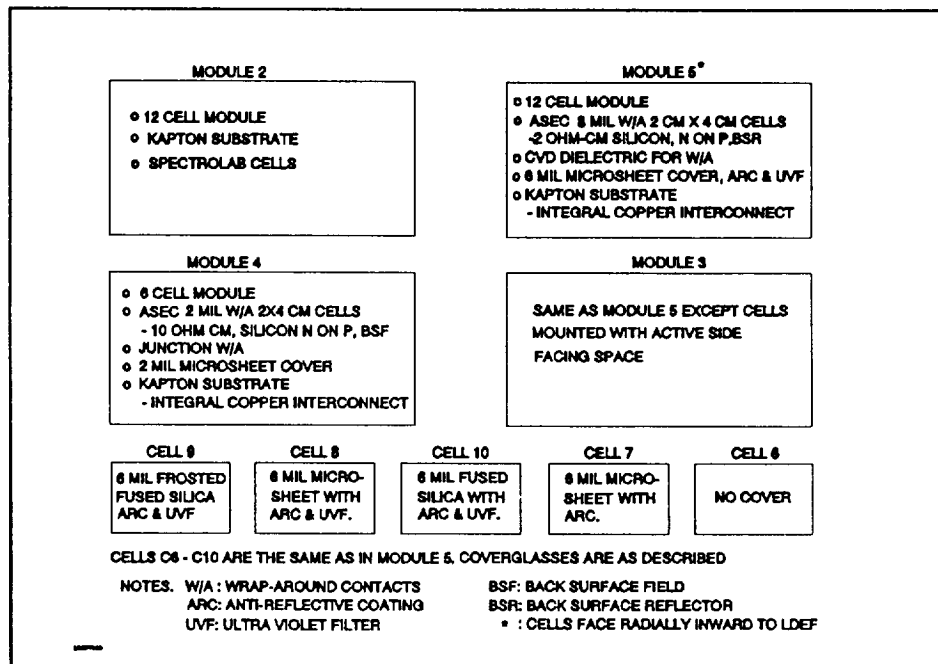 MODULE 2
o 12 CELL MODULE
o KAPTON SUBSTRATE
o SPECTROLAB CELLS
MODULE 5*
o 12 CELL MODULE
o ASEC 8 MIL W/A 2 CM X 4 CM CELLS
-2 OHM-CM SILICON, N ON P,BSR
o CVD DIELECTRIC FOR W/A
o 6 MIL MICROSHEET COVER, ARC & UVF
o KAPTON SUBSTRATE
- INTEGRAL COPPER INTERCONNECT
MODULE 4
o 6 CELL MODULE
o ASEC 2 MIL W/A 2X4 CM CELLS
- 10 OHM CM, SILICON N ON P, BSF
o JUNCTION W/A
o 2 MIL MICROSHEET COVER
o KAPTON SUBSTRATE
- INTEGRAL COPPER INTERCONNECT
MODULE 3
SAME AS MODULE 5 EXCEPT CELLS
MOUNTED WITH ACTIVE SIDE
FACING SPACE
CELL 9
6 MIL FROSTED
FUSED SILICA
ARC & UVF
CELL 8
6 MIL MICRO-
SHEET WITH
ARC & UVF.
CELL 10
6 MIL FUSED
SILICA WITH
ARC & UVF.
CELL 7
6 MIL MICRO-
SHEET WITH
ARC.
CELL 6
NO COVER
CELLS C6 - C10 ARE THE SAME AS IN MODULE 5, COVERGLASSES ARE AS DESCRIBED
NOTES. W/A : WRAP-AROUND CONTACTS
ARC: ANTI-REFLECTIVE COATING
UVF: ULTRA VIOLET FILTER
BSF: BACK SURFACE FIELD
BSR: BACK SURFACE REFLECTOR
* : CELLS FACE RADIALLY INWARD TO LDEF